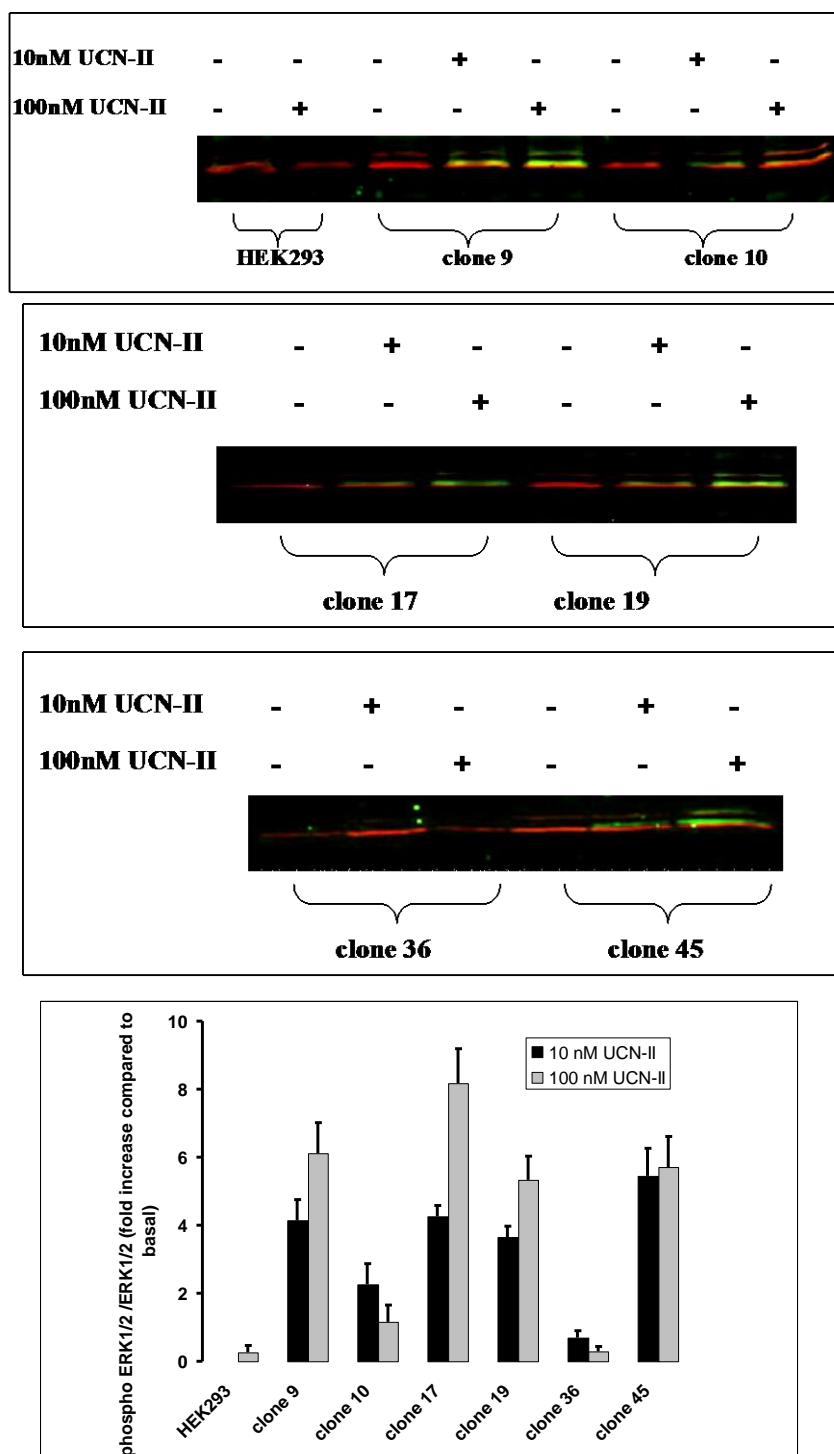 10nM UCN-II - - - + - - + -
100nM UCN-II - + - - + - - +
HEK293 clone 9 clone 10
10nM UCN-II - + - - + -
100nM UCN-II - - + - - +
clone 17 clone 19
10nM UCN-II - + - - + -
100nM UCN-II - - + - - +
clone 36 clone 45
phospho ERK1/2 /ERK1/2 (fold increase compared to
basal)
10
8
6
4
2
0
10 nM UCN-II
100 nM UCN-II
HEK293 clone 9 clone 10 clone 17 clone 19 clone 36 clone 45